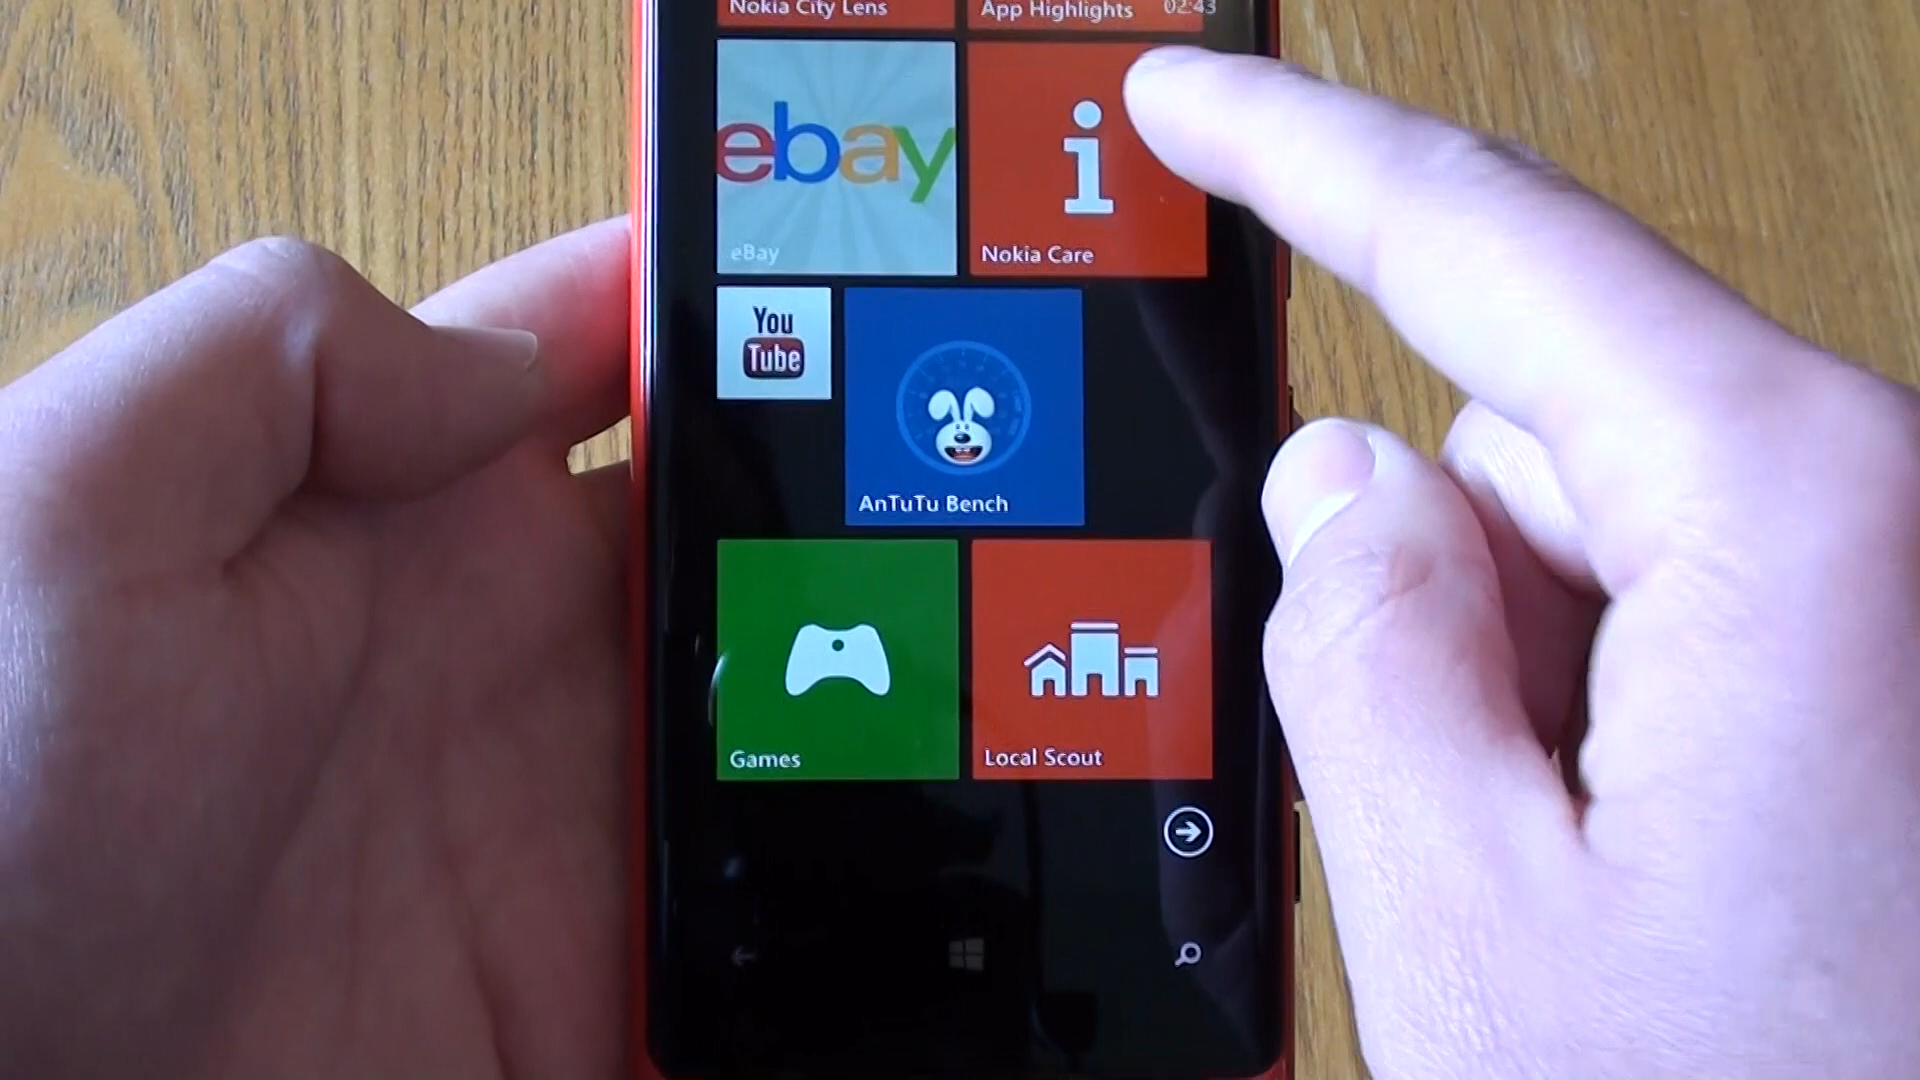 Nokia City Lens
App Highlights
02:43
ebay
eBay
i
Nokia Care
You
Tube
AnTuTu Bench
Games
Local Scout